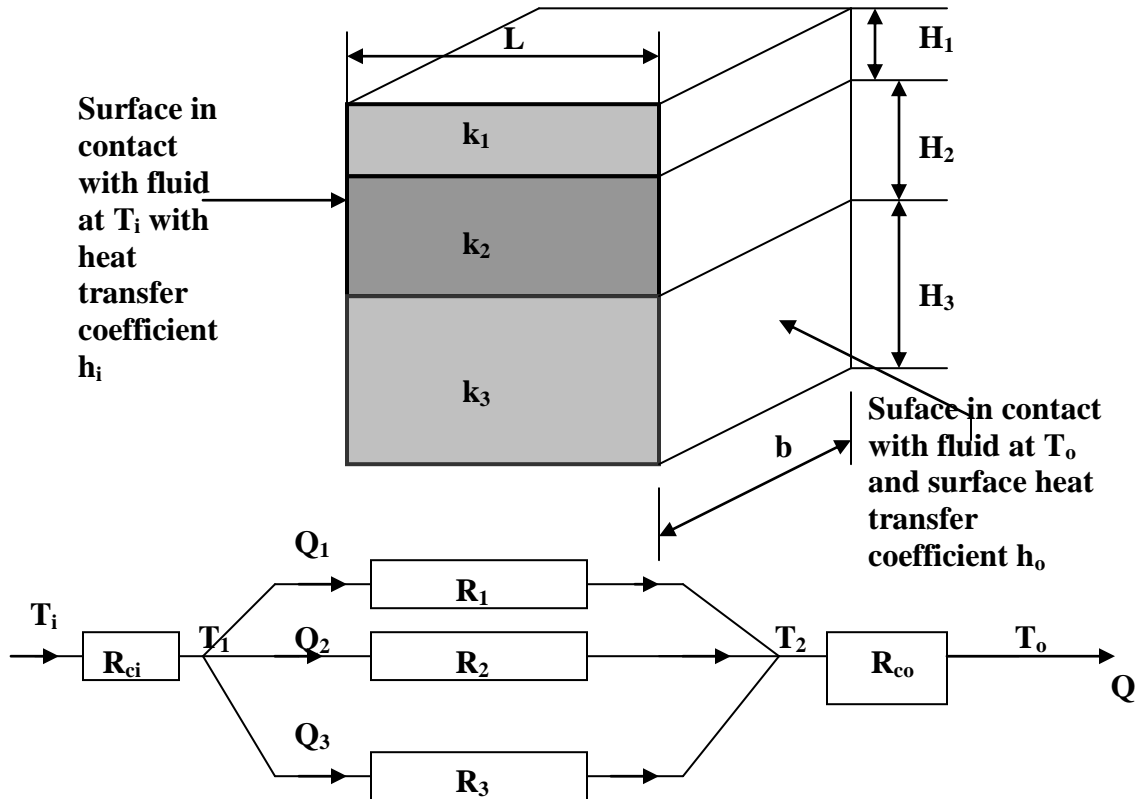 L
H₁
Surface in
contact
with fluid
at Tᵢ with
heat
transfer
coefficient
hᵢ
k₁
H₂
k₂
H₃
k₃
Suface in contact
with fluid at Tₒ
and surface heat
transfer
coefficient hₒ
b
Q₁
R₁
Tᵢ
T₁
Q₂
T₂
Tₒ
R_ci
R₂
R_co
Q
Q₃
R₃